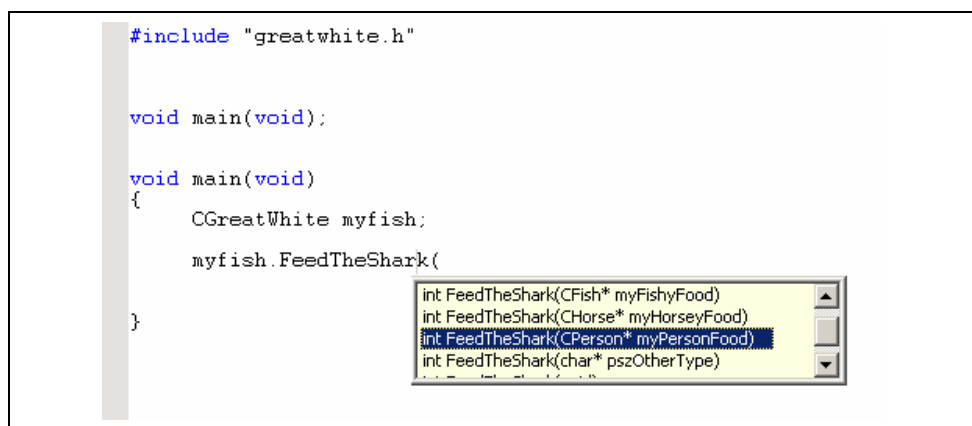 #include "greatwhite.h"
void main(void);
void main(void)
{
CGreatWhite myfish;
myfish.FeedTheShark(
int FeedTheShark(CFish* myFishyFood)
int FeedTheShark(CHorse* myHorseyFood)
int FeedTheShark(CPerson* myPersonFood)
int FeedTheShark(char* pszOtherType)
}